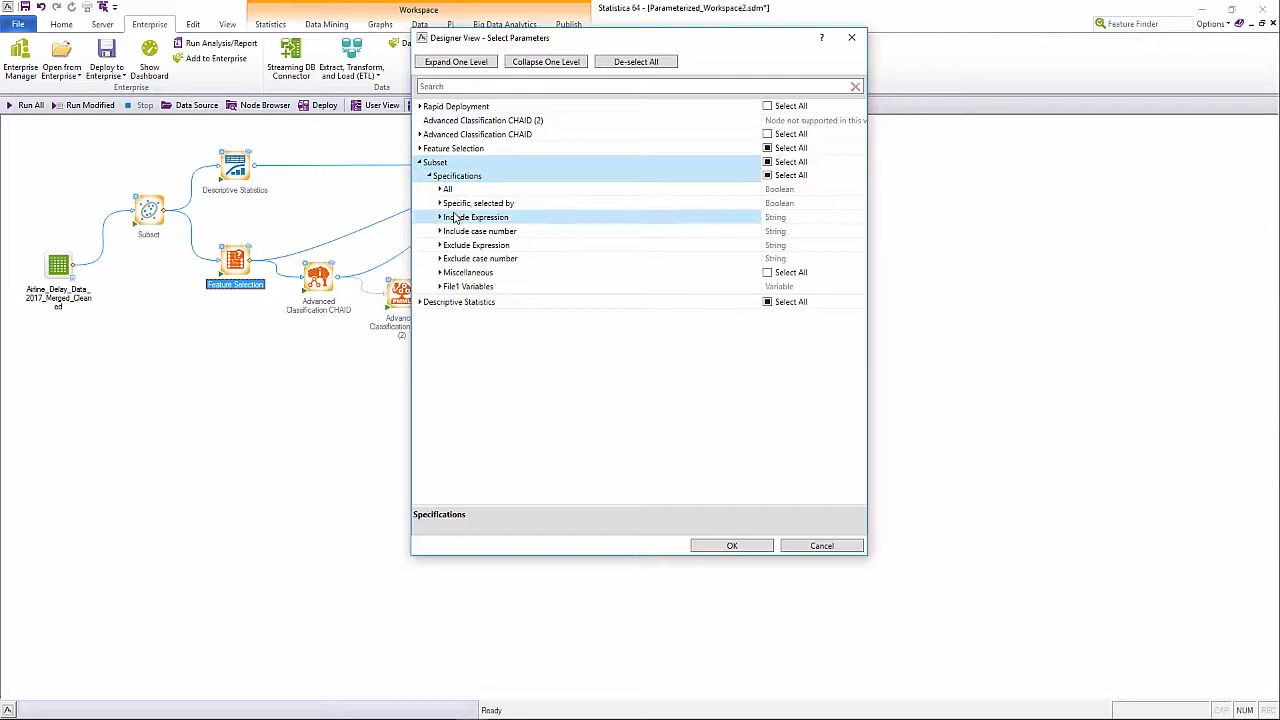 Workspace
Statistica 64 - [Parameterized_Workspace2.sdm*]
File Home Server Enterprise Edit View Statistics Data Mining Graphs Data Big Data Analytics Publish
Feature Finder Options
Enterprise Manager
Open from Enterprise
Deploy to Enterprise
Show Dashboard
Run Analysis/Report
Add to Enterprise
Streaming DB Connector
Extract, Transform, and Load (ETL)
Enterprise
Data
Run All Run Modified Stop Data Source Node Browser Deploy User View
Designer View - Select Parameters
?
Expand One Level Collapse One Level De-select All
Search
Rapid Deployment Select All
Advanced Classification CHAID (2) Node not supported in this
Advanced Classification CHAID Select All
Feature Selection Select All
Subset Select All
Specifications Select All
All Boolean
Specific, selected by Boolean
Include Expression String
Include case number String
Exclude Expression String
Exclude case number String
Miscellaneous Select All
File1 Variables Variable
Descriptive Statistics Select All
Specifications
OK Cancel
Descriptive Statistics
Subset
Airline_Delay_Data_
2017_Merged_Clean
ed
Feature Selection
Advanced
Classification CHAID
Classification
(2)
Ready
CAP NUM REC